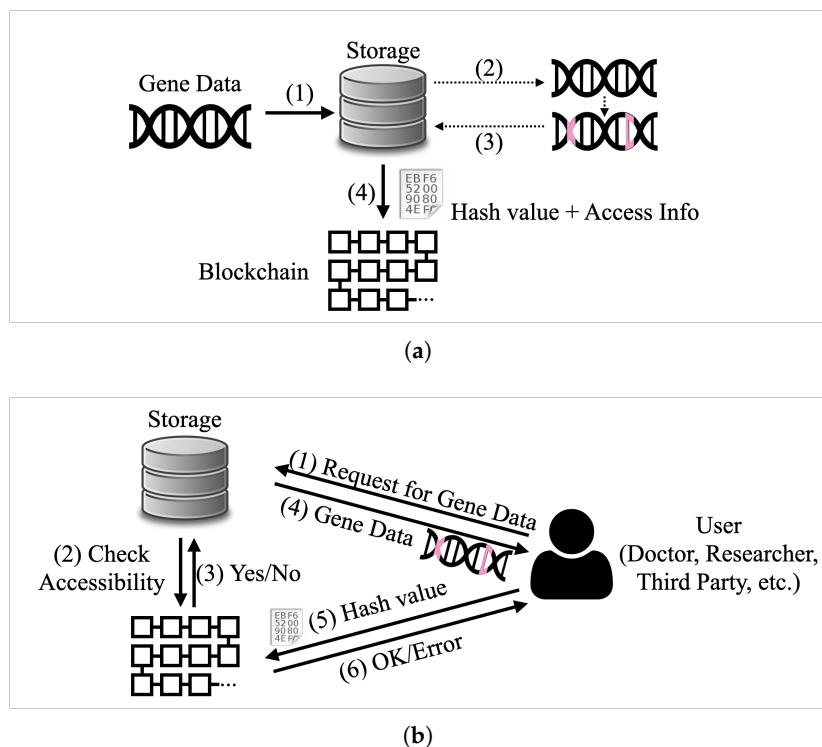 Storage
Gene Data
(1)
(2)
(3)
(4)
EB F6
52 00
90 80
4E FC
Hash value + Access Info
Blockchain
...
(a)
Storage
(1) Request for Gene Data
(4) Gene Data
User
(Doctor, Researcher,
Third Party, etc.)
(2) Check
Accessibility
(3) Yes/No
EB F6
52 00
90 80
4E FC
(5) Hash value
(6) OK/Error
...
(b)